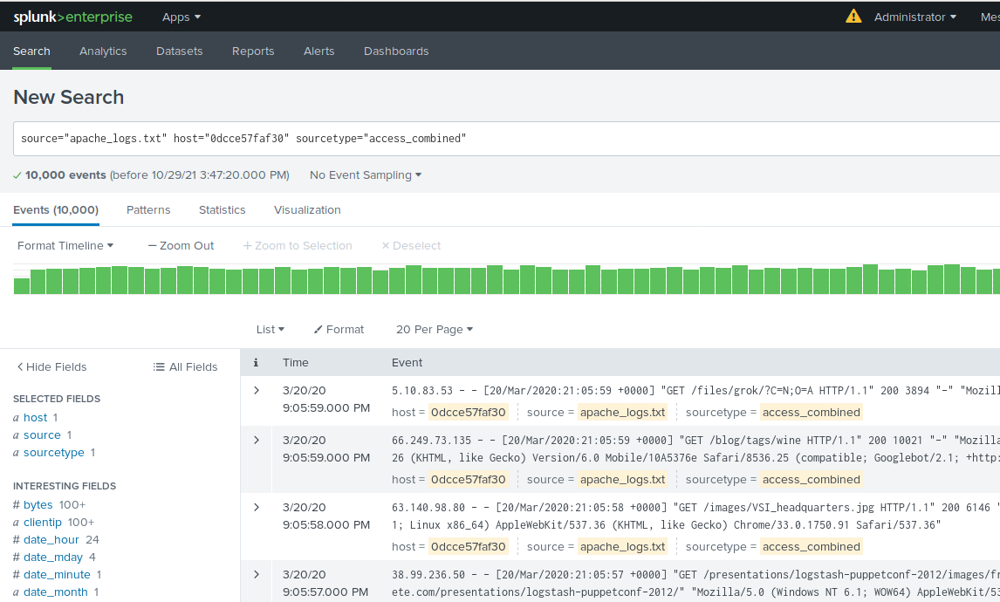 splunk>enterprise Apps Administrator Mes
Search Analytics Datasets Reports Alerts Dashboards
New Search
source="apache_logs.txt" host="0dcce57faf30" sourcetype="access_combined"
10,000 events (before 10/29/21 3:47:20.000 PM) No Event Sampling
Events (10,000) Patterns Statistics Visualization
Format Timeline — Zoom Out + Zoom to Selection × Deselect
List Format 20 Per Page
< Hide Fields All Fields
SELECTED FIELDS
a host 1
a source 1
a sourcetype 1
INTERESTING FIELDS
# bytes 100+
a clientip 100+
# date_hour 24
# date_mday 4
# date_minute 1
a date_month 1
i Time Event
> 3/20/20 5.10.83.53 - - [20/Mar/2020:21:05:59 +0000] "GET /files/grok/?C=N;O=A HTTP/1.1" 200 3894 "-" "Mozill
9:05:59.000 PM
host = 0dcce57faf30 source = apache_logs.txt sourcetype = access_combined
> 3/20/20 66.249.73.135 - - [20/Mar/2020:21:05:59 +0000] "GET /blog/tags/wine HTTP/1.1" 200 10021 "-" "Mozilla
9:05:59.000 PM 26 (KHTML, like Gecko) Version/6.0 Mobile/10A5376e Safari/8536.25 (compatible; Googlebot/2.1; +http:
host = 0dcce57faf30 source = apache_logs.txt sourcetype = access_combined
> 3/20/20 63.140.98.80 - - [20/Mar/2020:21:05:58 +0000] "GET /images/VSI_headquarters.jpg HTTP/1.1" 200 6146 "
9:05:58.000 PM 1; Linux x86_64) AppleWebKit/537.36 (KHTML, like Gecko) Chrome/33.0.1750.91 Safari/537.36"
host = 0dcce57faf30 source = apache_logs.txt sourcetype = access_combined
> 3/20/20 38.99.236.50 - - [20/Mar/2020:21:05:57 +0000] "GET /presentations/logstash-puppetconf-2012/images/fr
9:05:57.000 PM ete.com/presentations/logstash-puppetconf-2012/" "Mozilla/5.0 (Windows NT 6.1; WOW64) AppleWebKit/53